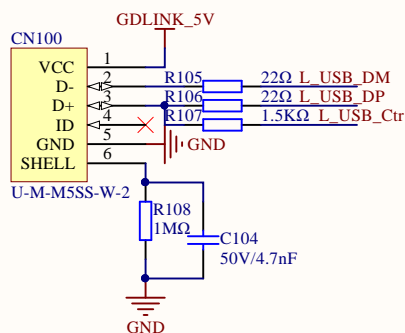 CN100
GDLINK_5V
VCC 1
D- 2 R105 22Ω L_USB_DM
D+ 3 R106 22Ω L_USB_DP
ID 4 R107 1.5KΩ L_USB_Ctr
GND 5 GND
SHELL 6
U-M-M5SS-W-2
R108
1MΩ
C104
50V/4.7nF
GND